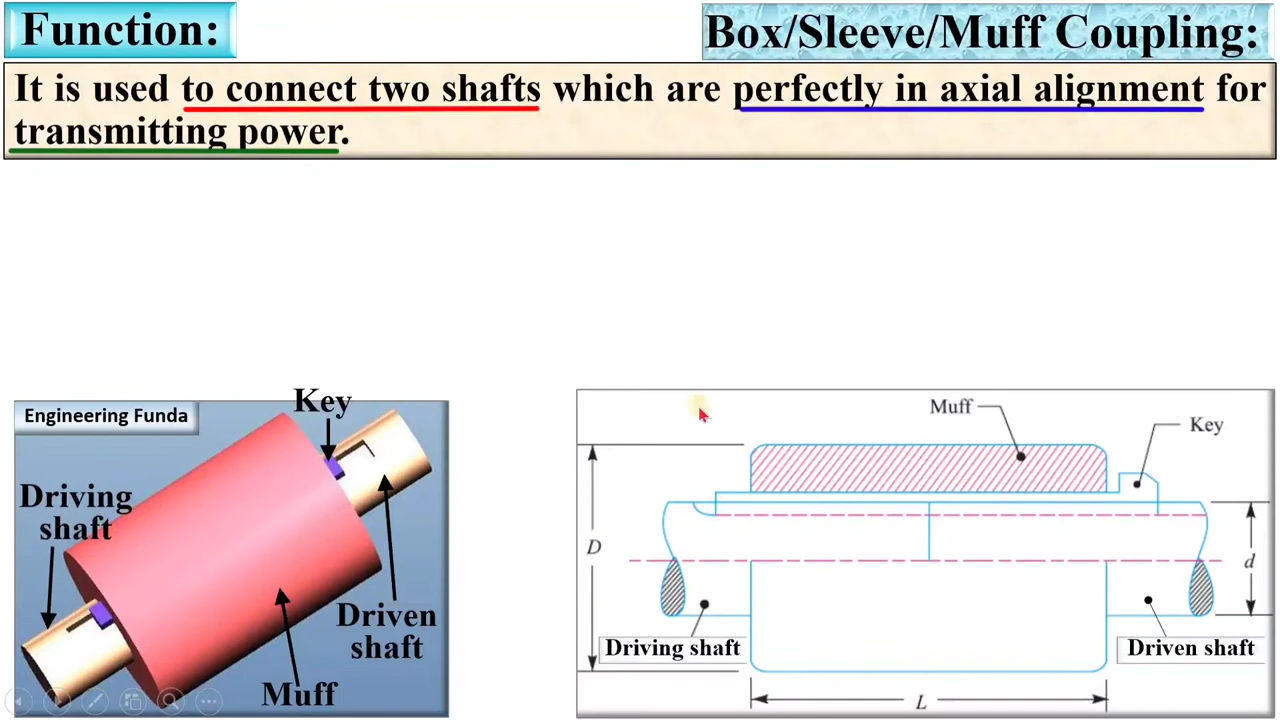 Function:
Box/Sleeve/Muff Coupling:
It is used to connect two shafts which are perfectly in axial alignment for
transmitting power.
Engineering Funda
Key
Driving
shaft
Driven
shaft
Muff
Muff
Key
D
d
Driving shaft
Driven shaft
L